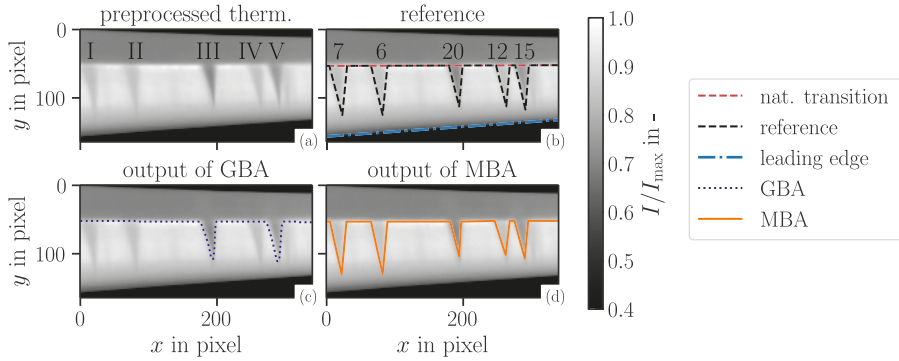 preprocessed therm.
reference
0
100
y in pixel
I II III IV V
(a)
7 6 20 12 15
(b)
output of GBA
output of MBA
0
100
y in pixel
(c)
(d)
0 200
0 200
x in pixel
x in pixel
1.0
0.9
0.8
0.7
0.6
0.5
0.4
I/Imax in -
nat. transition
reference
leading edge
GBA
MBA